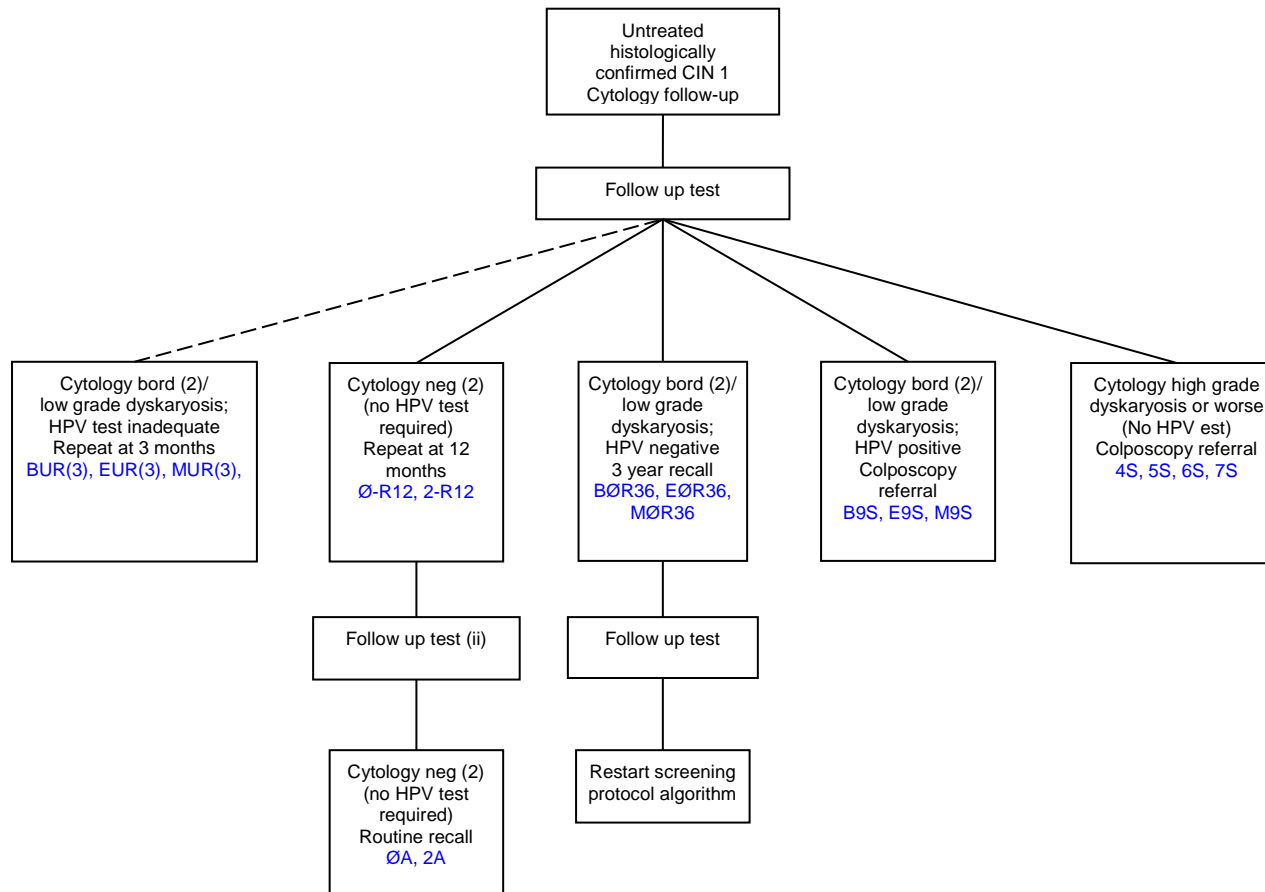 Untreated
histologically
confirmed CIN 1
Cytology follow-up
Follow up test
Cytology bord (2)/
low grade dyskaryosis;
HPV test inadequate
Repeat at 3 months
BUR(3), EUR(3), MUR(3),
Cytology neg (2)
(no HPV test
required)
Repeat at 12
months
Ø-R12, 2-R12
Cytology bord (2)/
low grade
dyskaryosis;
HPV negative
3 year recall
BØR36, EØR36,
MØR36
Cytology bord (2)/
low grade
dyskaryosis;
HPV positive
Colposcopy
referral
B9S, E9S, M9S
Cytology high grade
dyskaryosis or worse
(No HPV est)
Colposcopy referral
4S, 5S, 6S, 7S
Follow up test (ii)
Follow up test
Cytology neg (2)
(no HPV test
required)
Routine recall
ØA, 2A
Restart screening
protocol algorithm